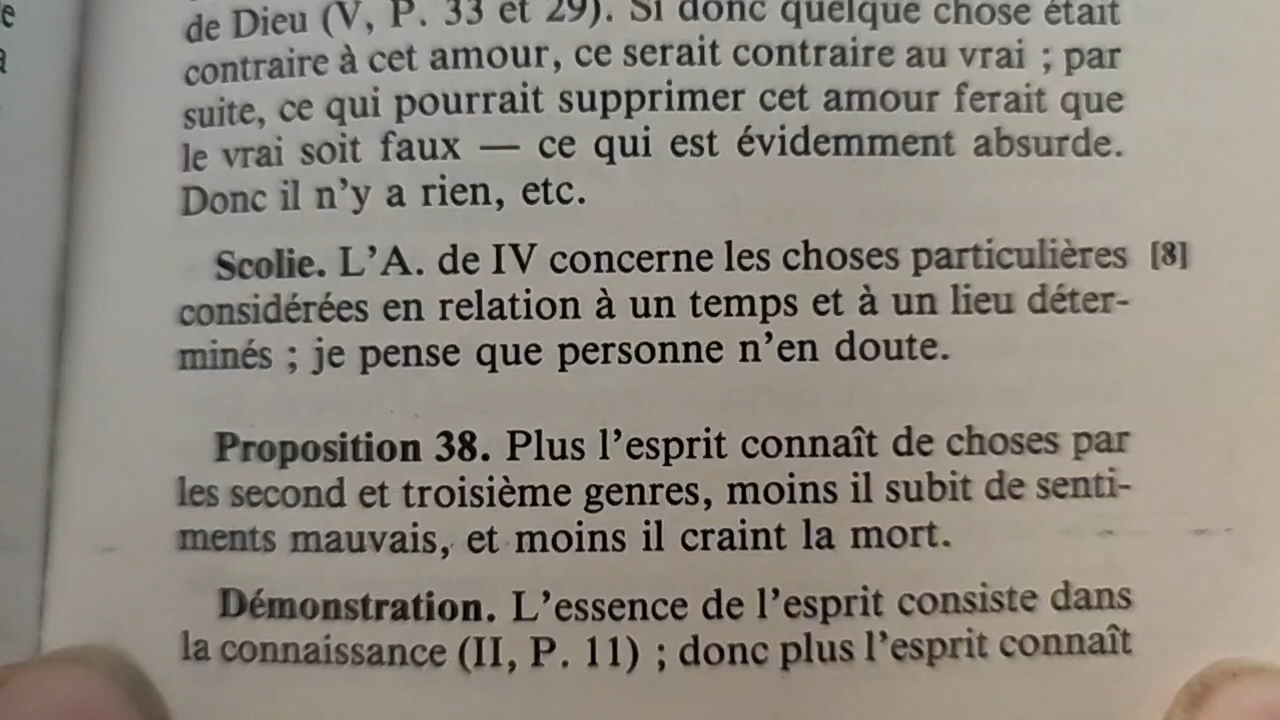 de Dieu (V, P. 33 et 29). Si donc quelque chose était
contraire à cet amour, ce serait contraire au vrai ; par
suite, ce qui pourrait supprimer cet amour ferait que
le vrai soit faux — ce qui est évidemment absurde.
Donc il n'y a rien, etc.
Scolie. L'A. de IV concerne les choses particulières [8]
considérées en relation à un temps et à un lieu déter-
minés ; je pense que personne n'en doute.
Proposition 38. Plus l'esprit connaît de choses par
les second et troisième genres, moins il subit de senti-
ments mauvais, et moins il craint la mort.
Démonstration. L'essence de l'esprit consiste dans
la connaissance (II, P. 11) ; donc plus l'esprit connaît